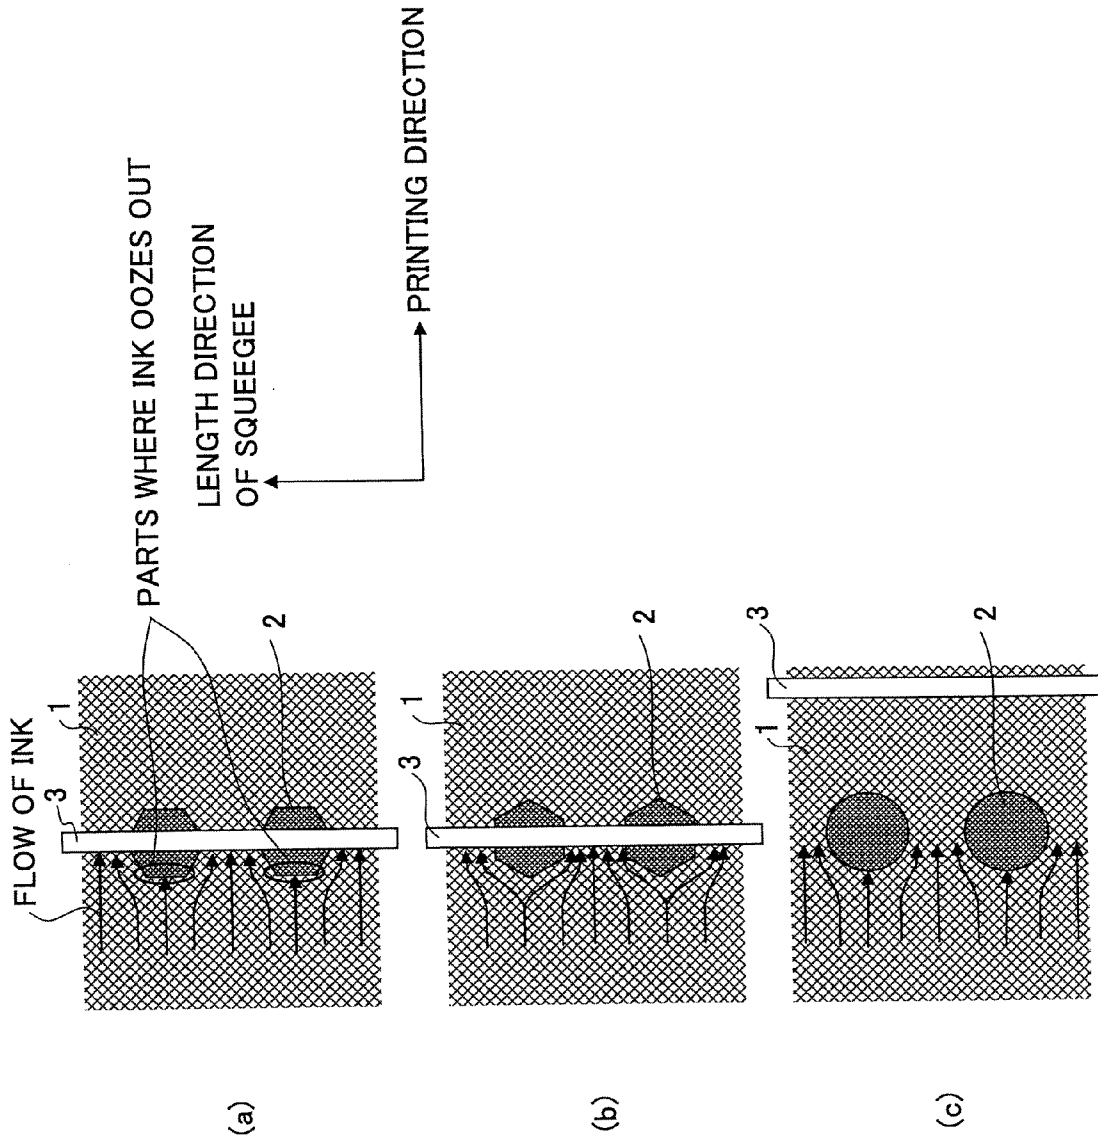 FLOW OF INK
3
1
PARTS WHERE INK OOZES OUT
2
LENGTH DIRECTION
OF SQUEEGEE
PRINTING DIRECTION
(a)
3
1
2
(b)
3
1
2
(c)